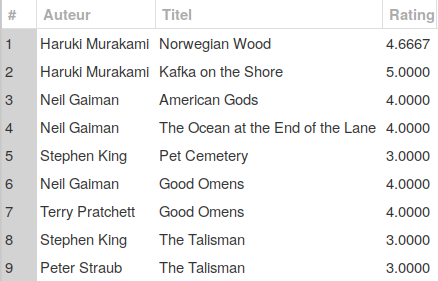 # Auteur Titel Rating
1 Haruki Murakami Norwegian Wood 4.6667
2 Haruki Murakami Kafka on the Shore 5.0000
3 Neil Gaiman American Gods 4.0000
4 Neil Gaiman The Ocean at the End of the Lane 4.0000
5 Stephen King Pet Cemetery 3.0000
6 Neil Gaiman Good Omens 4.0000
7 Terry Pratchett Good Omens 4.0000
8 Stephen King The Talisman 3.0000
9 Peter Straub The Talisman 3.0000